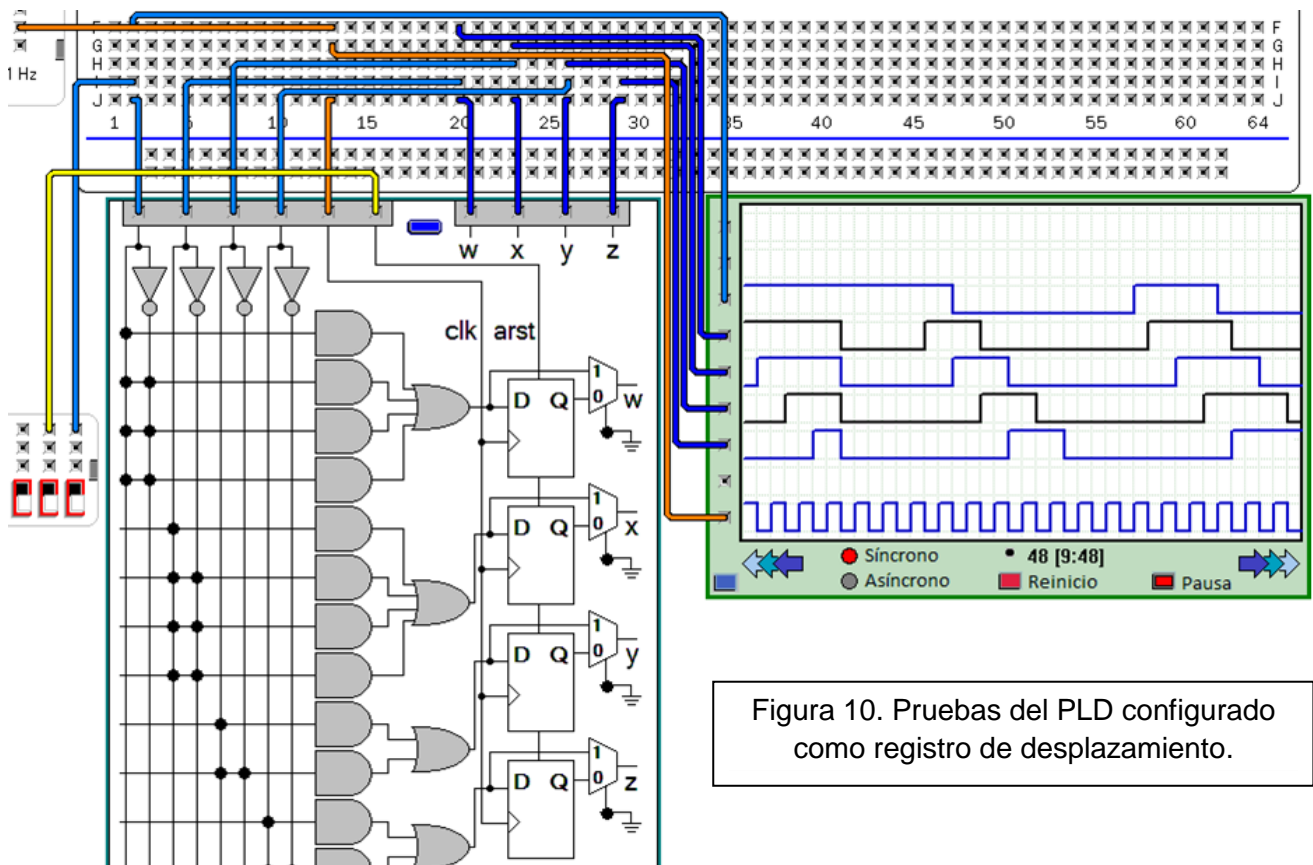 F
G
H
I
J
F
G
H
I
J
1 Hz
1 5 10 15 20 25 30 35 40 45 50 55 60 64
w x y z
clk arst
1
D Q 0 w
1
D Q 0 x
1
D Q 0 y
1
D Q 0 z
Síncrono
48 [9:48]
Asíncrono
Reinicio
Pausa
Figura 10. Pruebas del PLD configurado
como registro de desplazamiento.